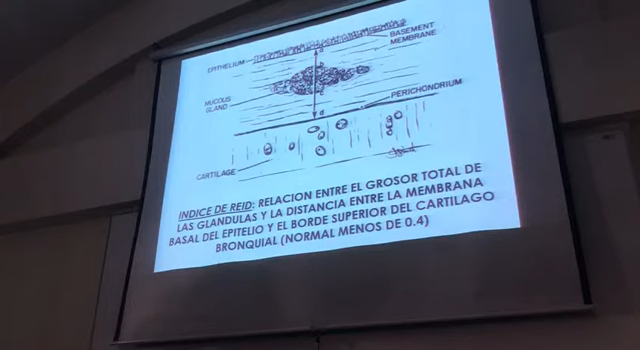 EPITHELIUM
BASEMENT
MEMBRANE
MUCOUS
GLAND
PERICHONDRIUM
CARTILAGE
INDICE DE REID: RELACION ENTRE EL GROSOR TOTAL DE
LAS GLANDULAS Y LA DISTANCIA ENTRE LA MEMBRANA
BASAL DEL EPITELIO Y EL BORDE SUPERIOR DEL CARTILAGO
BRONQUIAL (NORMAL MENOS DE 0.4)